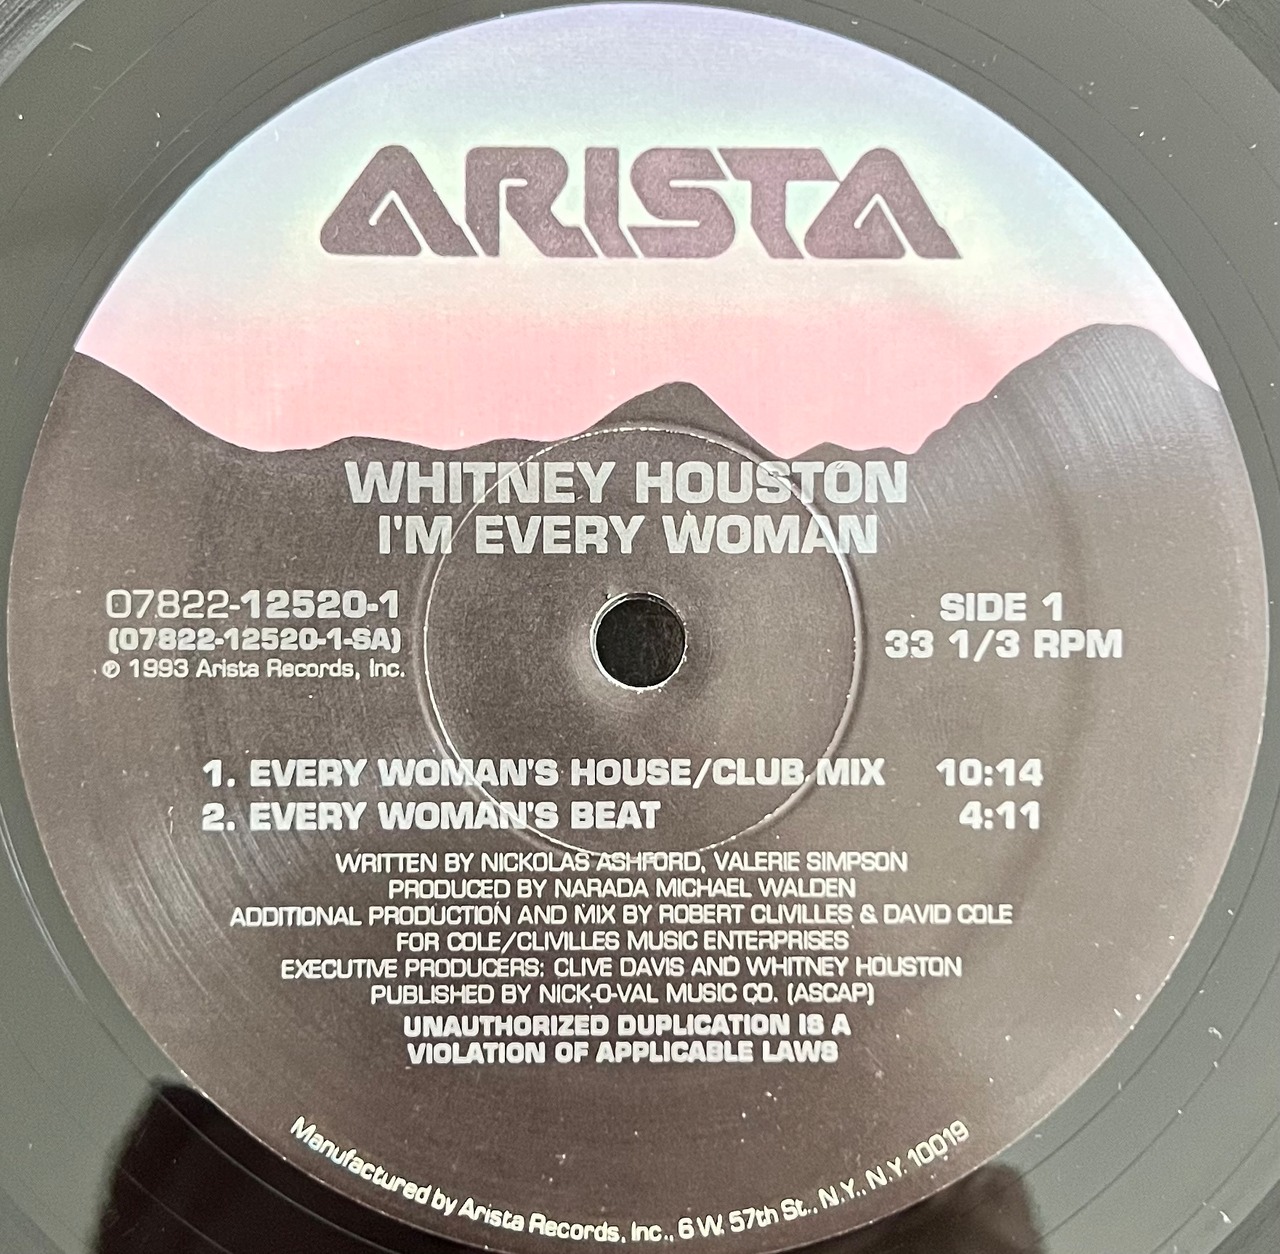 ARISTA
WHITNEY HOUSTON
I'M EVERY WOMAN
07822-12520-1
(07822-12520-1-SA)
℗ 1993 Arista Records, Inc.
SIDE 1
33 1/3 RPM
1. EVERY WOMAN'S HOUSE/CLUB MIX 10:14
2. EVERY WOMAN'S BEAT 4:11
WRITTEN BY NICKOLAS ASHFORD, VALERIE SIMPSON
PRODUCED BY NARADA MICHAEL WALDEN
ADDITIONAL PRODUCTION AND MIX BY ROBERT CLIVILLES & DAVID COLE
FOR COLE/CLIVILLES MUSIC ENTERPRISES
EXECUTIVE PRODUCERS: CLIVE DAVIS AND WHITNEY HOUSTON
PUBLISHED BY NICK-O-VAL MUSIC CO. (ASCAP)
UNAUTHORIZED DUPLICATION IS A
VIOLATION OF APPLICABLE LAWS
Manufactured by Arista Records, Inc., 6 W. 57th St., N.Y., N.Y. 10019